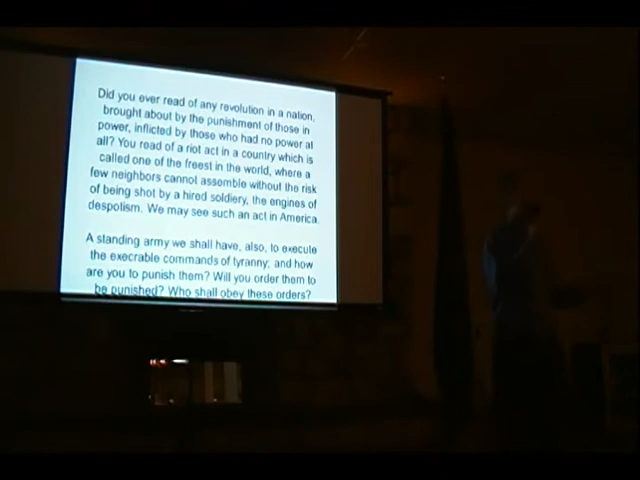 Did you ever read of any revolution in a nation,
brought about by the punishment of those in
power, inflicted by those who had no power at
all? You read of a riot act in a country which is
called one of the freest in the world, where a
few neighbors cannot assemble without the risk
of being shot by a hired soldiery, the engines of
despotism. We may see such an act in America.
A standing army we shall have, also, to execute
the execrable commands of tyranny; and how
are you to punish them? Will you order them to
be punished? Who shall obey these orders?